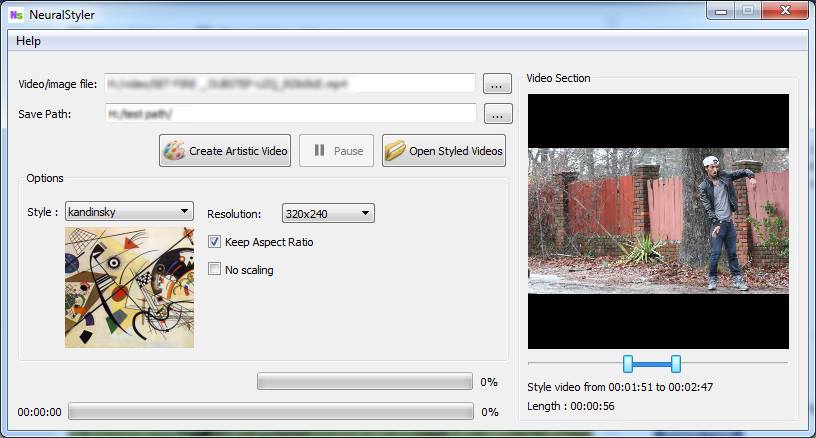 Ns NeuralStyler
Help
Video/image file:
...
Save Path:
...
Create Artistic Video
Pause
Open Styled Videos
Options
Style :
kandinsky
Resolution:
320x240
Keep Aspect Ratio
No scaling
0%
00:00:00
0%
Video Section
Style video from 00:01:51 to 00:02:47
Length : 00:00:56